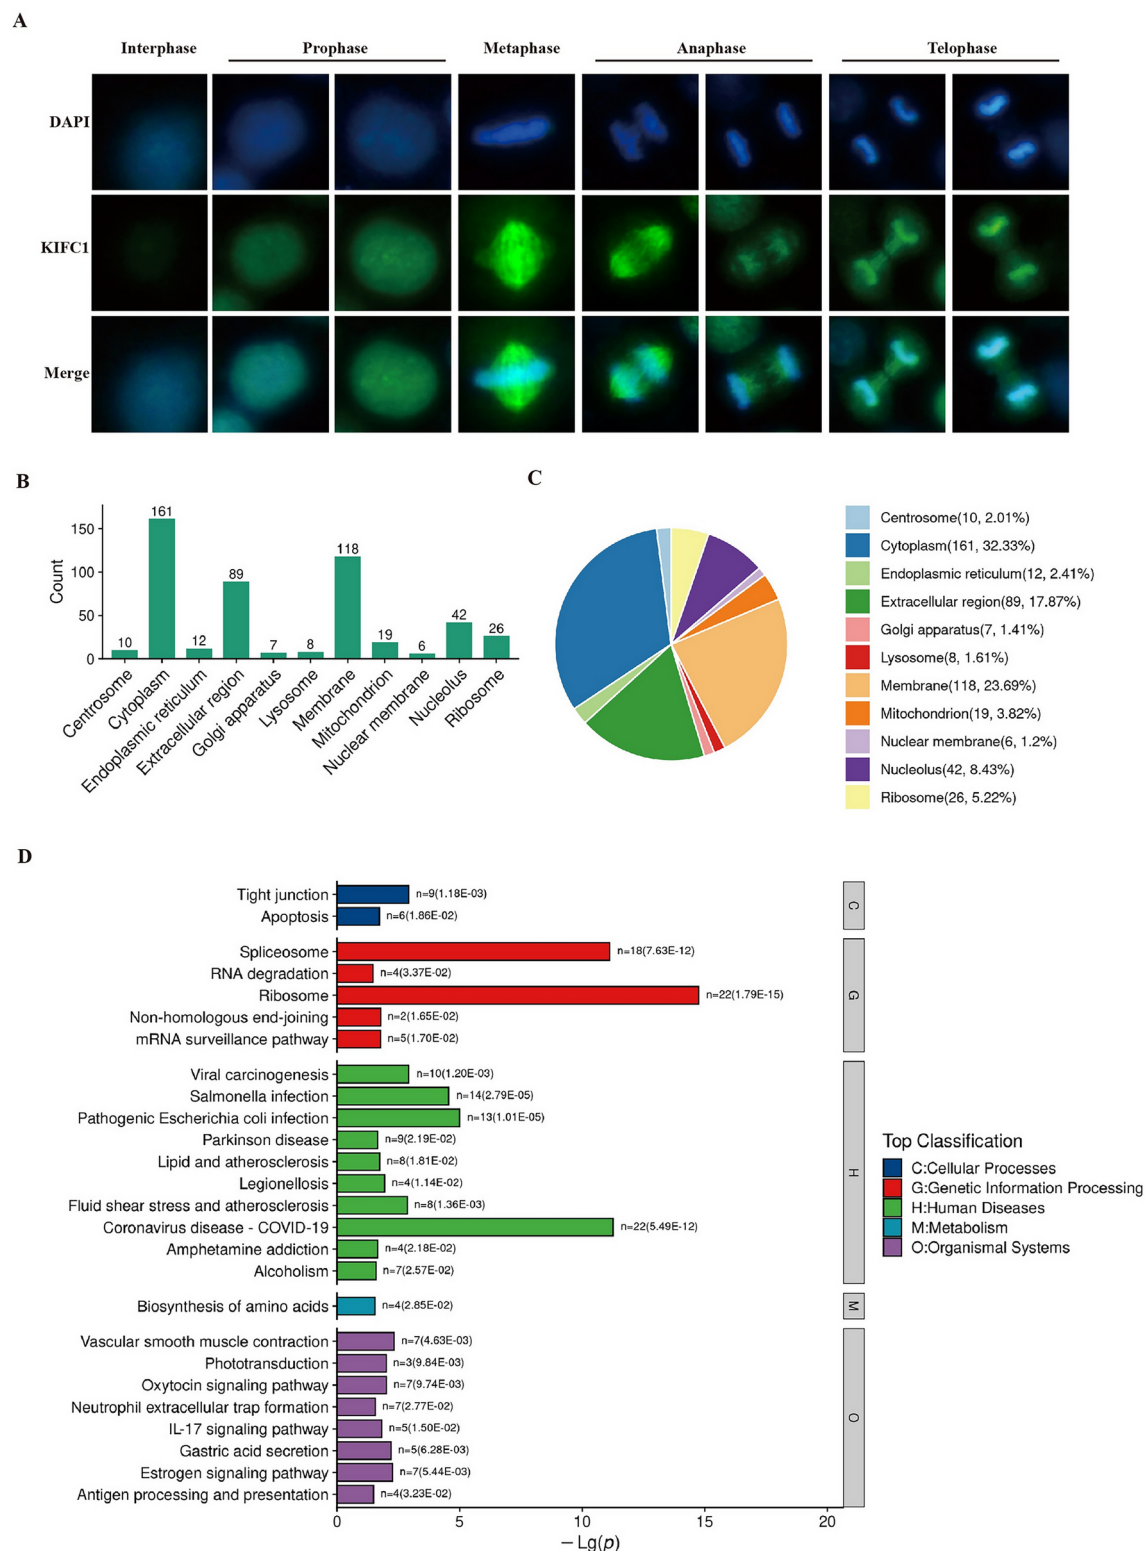 A
Interphase Prophase Metaphase Anaphase Telophase
DAPI
KIFC1
Merge
B
Count
150
100
50
0
10
161
12
89
7
8
118
19
6
42
26
Centrosome
Cytoplasm
Endoplasmic reticulum
Extracellular region
Golgi apparatus
Lysosome
Membrane
Mitochondrion
Nuclear membrane
Nucleolus
Ribosome
C
Centrosome(10, 2.01%)
Cytoplasm(161, 32.33%)
Endoplasmic reticulum(12, 2.41%)
Extracellular region(89, 17.87%)
Golgi apparatus(7, 1.41%)
Lysosome(8, 1.61%)
Membrane(118, 23.69%)
Mitochondrion(19, 3.82%)
Nuclear membrane(6, 1.2%)
Nucleolus(42, 8.43%)
Ribosome(26, 5.22%)
D
Tight junction n=9(1.18E-03)
Apoptosis n=6(1.86E-02)
C
Spliceosome n=18(7.63E-12)
RNA degradation n=4(3.37E-02)
Ribosome n=22(1.79E-15)
Non-homologous end-joining n=2(1.65E-02)
mRNA surveillance pathway n=5(1.70E-02)
G
Viral carcinogenesis n=10(1.20E-03)
Salmonella infection n=14(2.79E-05)
Pathogenic Escherichia coli infection n=13(1.01E-05)
Parkinson disease n=9(2.19E-02)
Lipid and atherosclerosis n=8(1.81E-02)
Legionellosis n=4(1.14E-02)
Fluid shear stress and atherosclerosis n=8(1.36E-03)
Coronavirus disease - COVID-19 n=22(5.49E-12)
Amphetamine addiction n=4(2.18E-02)
Alcoholism n=7(2.57E-02)
H
Biosynthesis of amino acids n=4(2.85E-02)
M
Vascular smooth muscle contraction n=7(4.63E-03)
Phototransduction n=3(9.84E-03)
Oxytocin signaling pathway n=7(9.74E-03)
Neutrophil extracellular trap formation n=7(2.77E-02)
IL-17 signaling pathway n=5(1.50E-02)
Gastric acid secretion n=5(6.28E-03)
Estrogen signaling pathway n=7(5.44E-03)
Antigen processing and presentation n=4(3.23E-02)
O
0 5 10 15 20
−Lg(p)
Top Classification
C:Cellular Processes
G:Genetic Information Processing
H:Human Diseases
M:Metabolism
O:Organismal Systems